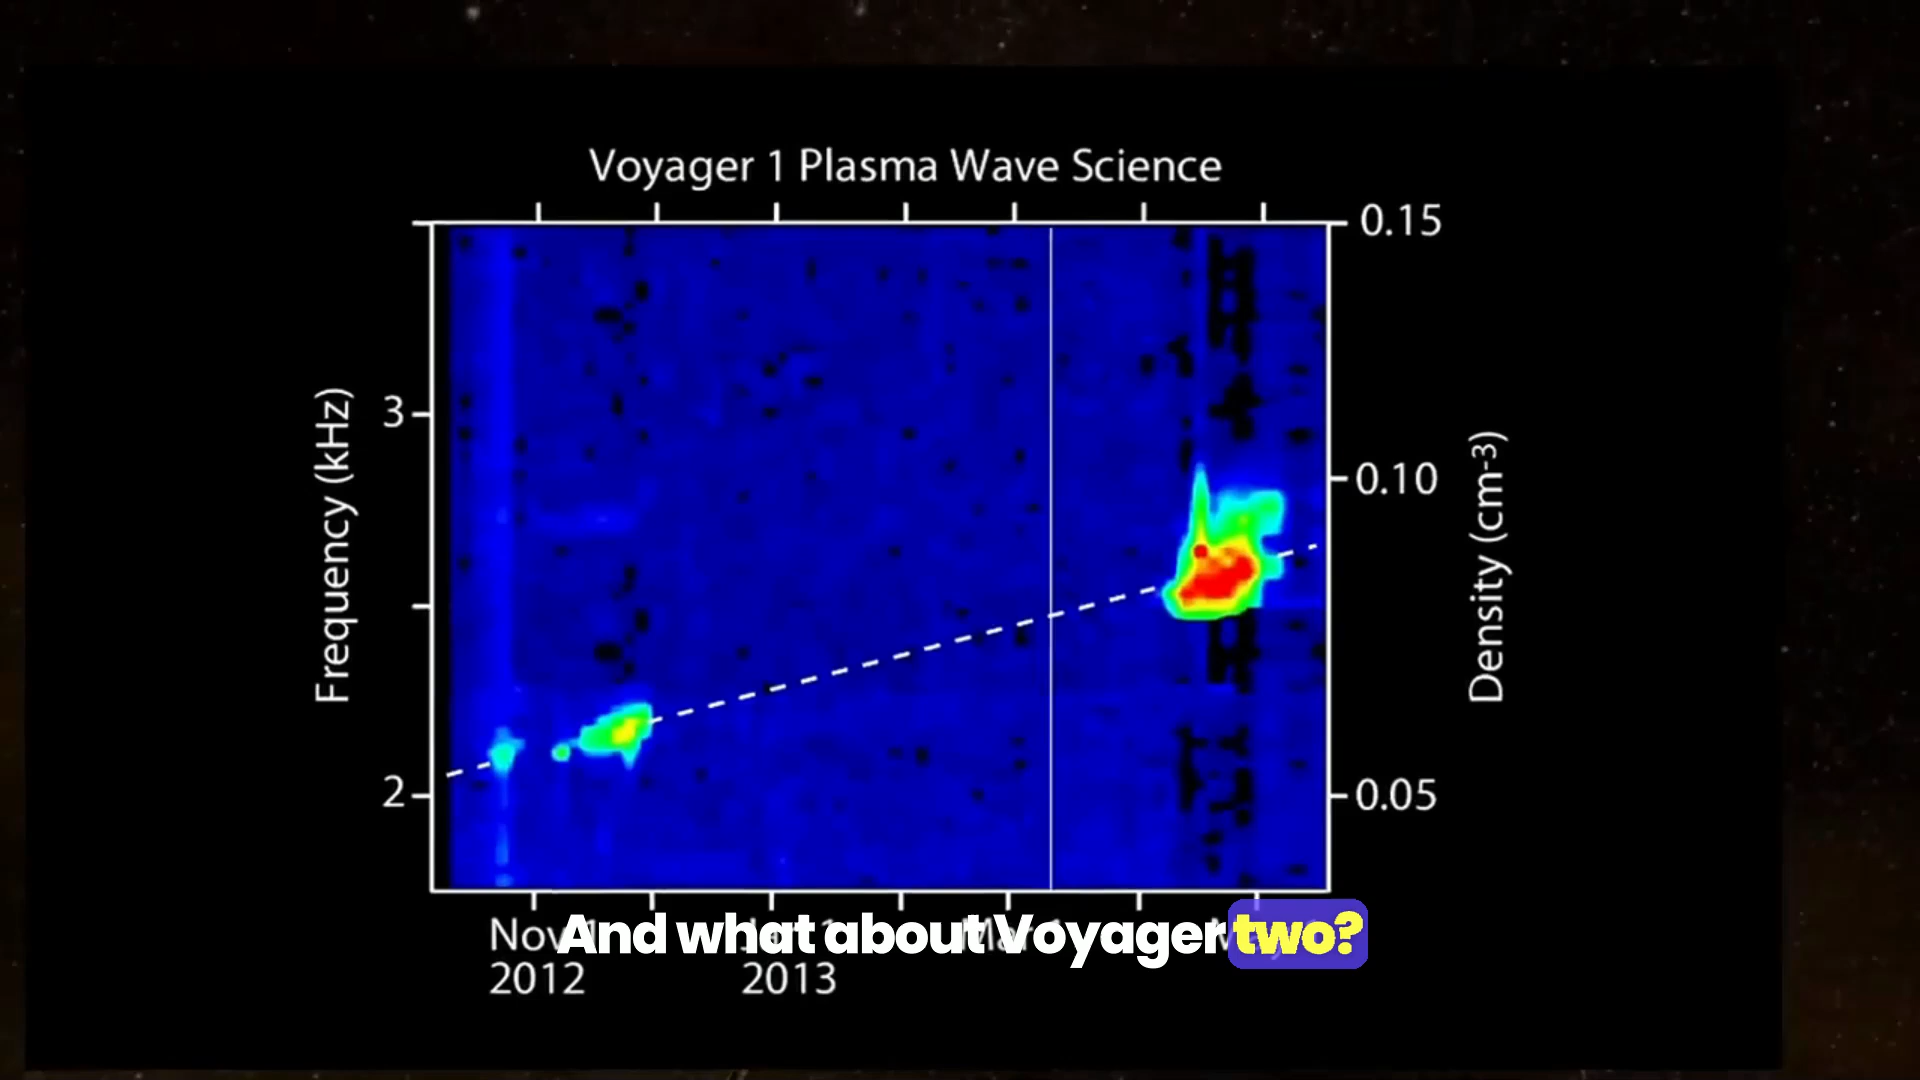 Voyager 1 Plasma Wave Science
0.15
3
0.10
Frequency (kHz)
Density (cm-3)
2
0.05
Nov
And what about Voyager two?
2012
2013